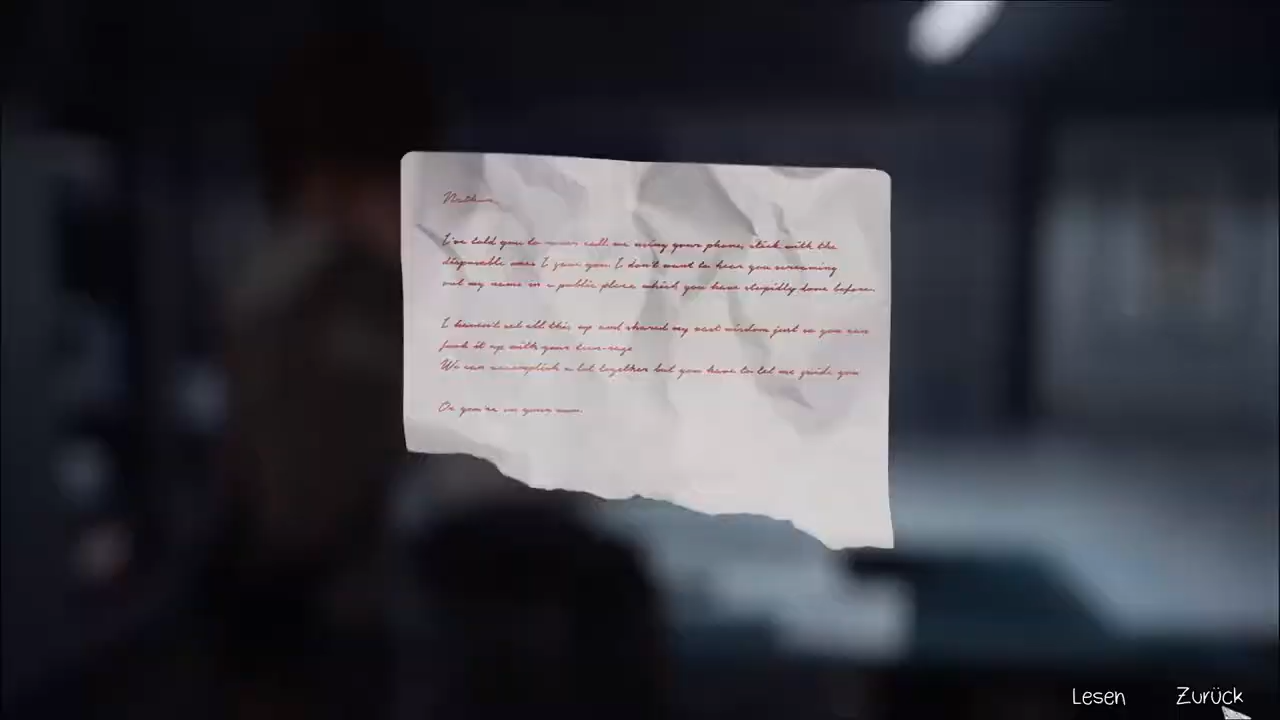 Nathan,
I've told you to never call me using your phone, stick with the
disposable ones I gave you. I don't want to hear you screaming
out my name in a public place which you have stupidly done before.
I haven't set all this up and shared my vast wisdom just so you can
fuck it up with your teen-rage
We can accomplish a lot together but you have to let me guide you
Or you're on your own.
Lesen
Zurück